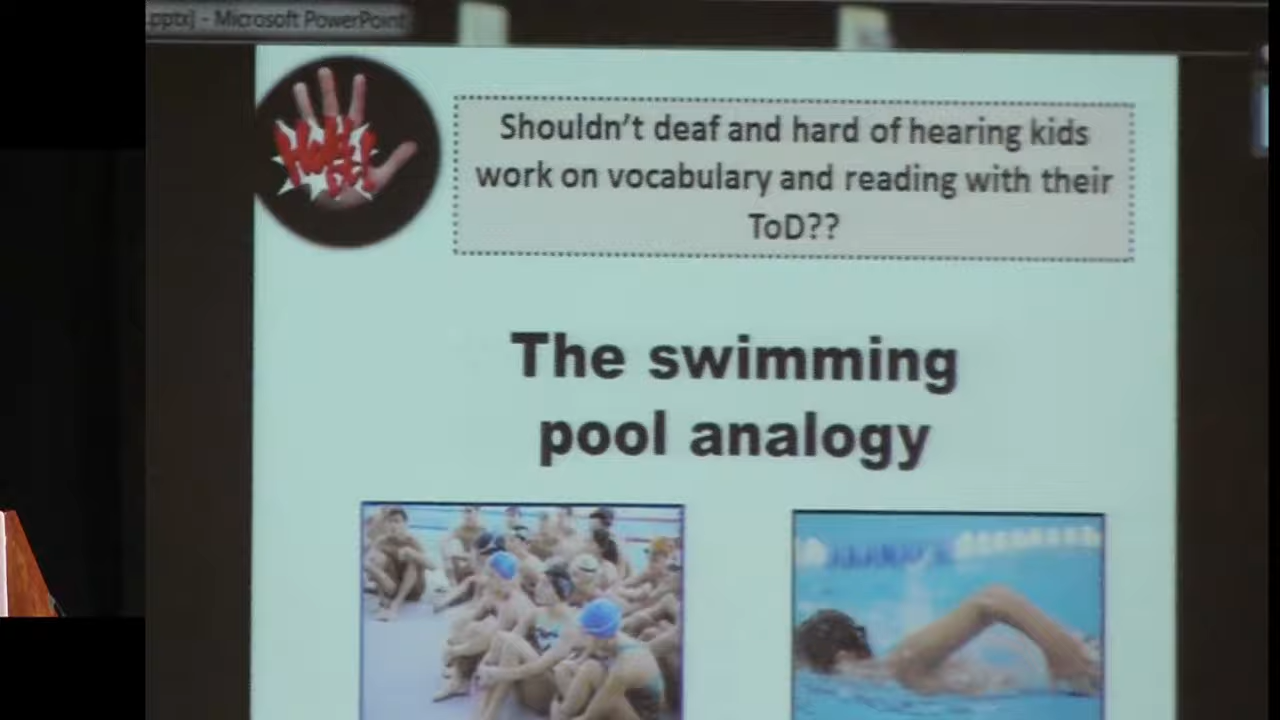 .pptx] - Microsoft PowerPoint
Shouldn't deaf and hard of hearing kids
work on vocabulary and reading with their
ToD??
The swimming
pool analogy